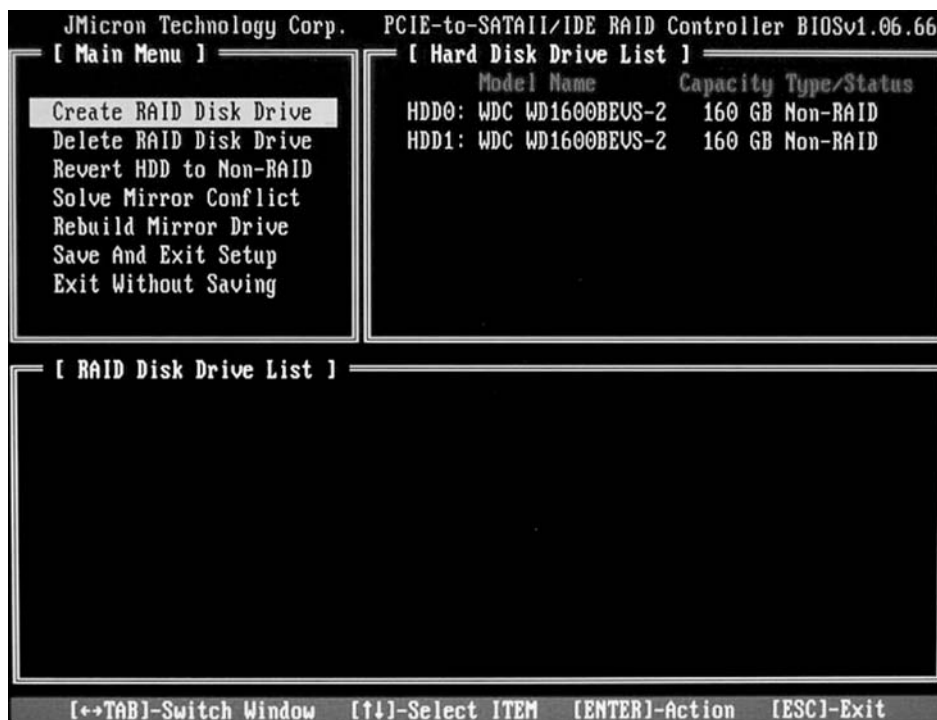 JMicron Technology Corp. PCIE-to-SATAII/IDE RAID Controller BIOSv1.06.66
[ Main Menu ]
Create RAID Disk Drive
Delete RAID Disk Drive
Revert HDD to Non-RAID
Solve Mirror Conflict
Rebuild Mirror Drive
Save And Exit Setup
Exit Without Saving
[ Hard Disk Drive List ]
Model Name Capacity Type/Status
HDD0: WDC WD1600BEVS-2 160 GB Non-RAID
HDD1: WDC WD1600BEVS-2 160 GB Non-RAID
[ RAID Disk Drive List ]
[←→TAB]-Switch Window [↑↓]-Select ITEM [ENTER]-Action [ESC]-Exit